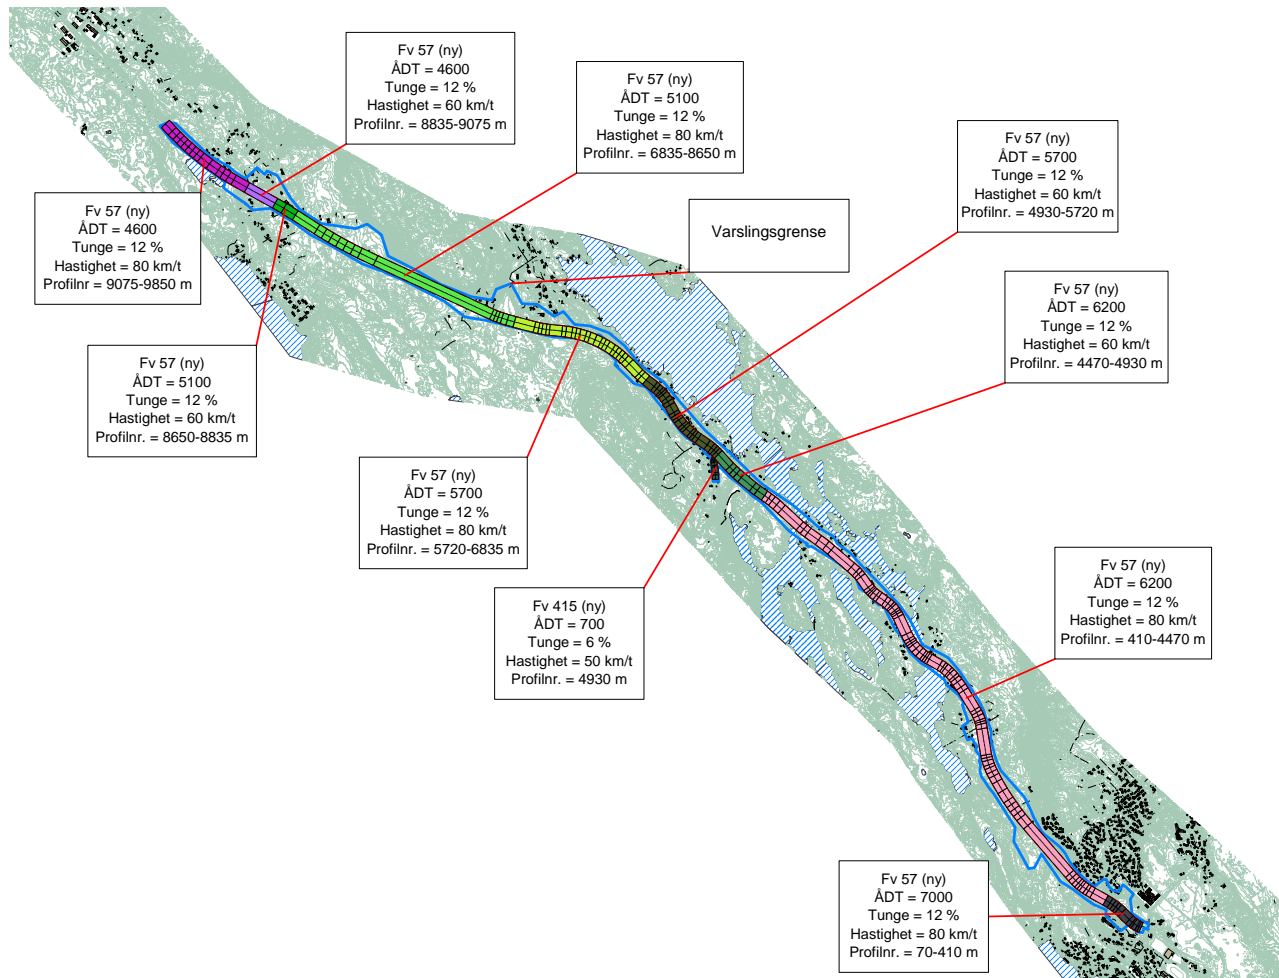 Fv 57 (ny)
ÅDT = 4600
Tunge = 12 %
Hastighet = 60 km/t
Profilnr. = 8835-9075 m
Fv 57 (ny)
ÅDT = 5100
Tunge = 12 %
Hastighet = 80 km/t
Profilnr. = 6835-8650 m
Fv 57 (ny)
ÅDT = 5700
Tunge = 12 %
Hastighet = 60 km/t
Profilnr. = 4930-5720 m
Fv 57 (ny)
ÅDT = 4600
Tunge = 12 %
Hastighet = 80 km/t
Profilnr = 9075-9850 m
Varslingsgrense
Fv 57 (ny)
ÅDT = 6200
Tunge = 12 %
Hastighet = 60 km/t
Profilnr. = 4470-4930 m
Fv 57 (ny)
ÅDT = 5100
Tunge = 12 %
Hastighet = 60 km/t
Profilnr. = 8650-8835 m
Fv 57 (ny)
ÅDT = 5700
Tunge = 12 %
Hastighet = 80 km/t
Profilnr. = 5720-6835 m
Fv 415 (ny)
ÅDT = 700
Tunge = 6 %
Hastighet = 50 km/t
Profilnr. = 4930 m
Fv 57 (ny)
ÅDT = 6200
Tunge = 12 %
Hastighet = 80 km/t
Profilnr. = 410-4470 m
Fv 57 (ny)
ÅDT = 7000
Tunge = 12 %
Hastighet = 80 km/t
Profilnr. = 70-410 m